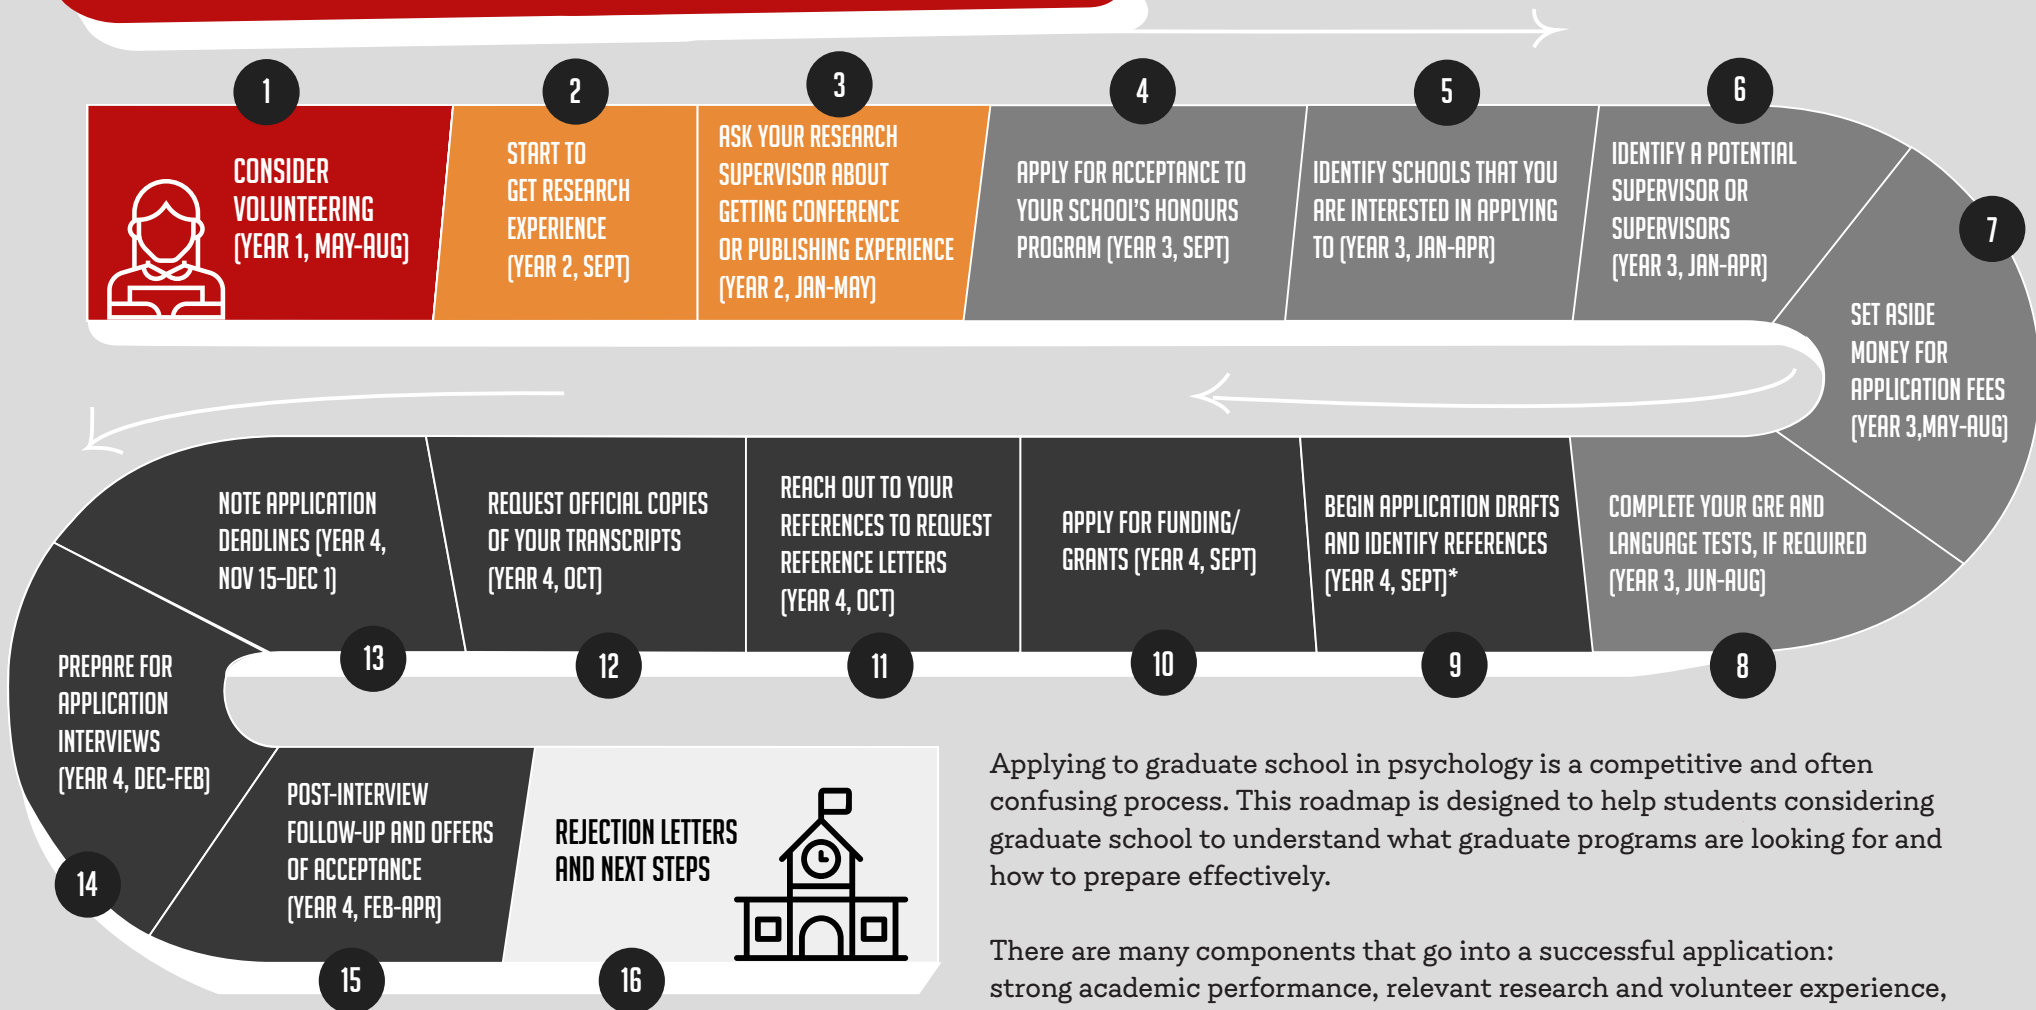 1
CONSIDER
VOLUNTEERING
(YEAR 1, MAY-AUG)
2
START TO
GET RESEARCH
EXPERIENCE
(YEAR 2, SEPT)
3
ASK YOUR RESEARCH
SUPERVISOR ABOUT
GETTING CONFERENCE
OR PUBLISHING EXPERIENCE
(YEAR 2, JAN-MAY)
4
APPLY FOR ACCEPTANCE TO
YOUR SCHOOL'S HONOURS
PROGRAM (YEAR 3, SEPT)
5
IDENTIFY SCHOOLS THAT YOU
ARE INTERESTED IN APPLYING
TO (YEAR 3, JAN-APR)
6
IDENTIFY A POTENTIAL
SUPERVISOR OR
SUPERVISORS
(YEAR 3, JAN-APR)
7
SET ASIDE
MONEY FOR
APPLICATION FEES
(YEAR 3,MAY-AUG)
COMPLETE YOUR GRE AND
LANGUAGE TESTS, IF REQUIRED
(YEAR 3, JUN-AUG)
8
BEGIN APPLICATION DRAFTS
AND IDENTIFY REFERENCES
(YEAR 4, SEPT)*
9
APPLY FOR FUNDING/
GRANTS (YEAR 4, SEPT)
10
REACH OUT TO YOUR
REFERENCES TO REQUEST
REFERENCE LETTERS
(YEAR 4, OCT)
11
REQUEST OFFICIAL COPIES
OF YOUR TRANSCRIPTS
(YEAR 4, OCT)
12
NOTE APPLICATION
DEADLINES (YEAR 4,
NOV 15–DEC 1)
13
PREPARE FOR
APPLICATION
INTERVIEWS
(YEAR 4, DEC-FEB)
14
POST-INTERVIEW
FOLLOW-UP AND OFFERS
OF ACCEPTANCE
(YEAR 4, FEB-APR)
15
REJECTION LETTERS
AND NEXT STEPS
16
Applying to graduate school in psychology is a competitive and often
confusing process. This roadmap is designed to help students considering
graduate school to understand what graduate programs are looking for and
how to prepare effectively.
There are many components that go into a successful application:
strong academic performance, relevant research and volunteer experience,